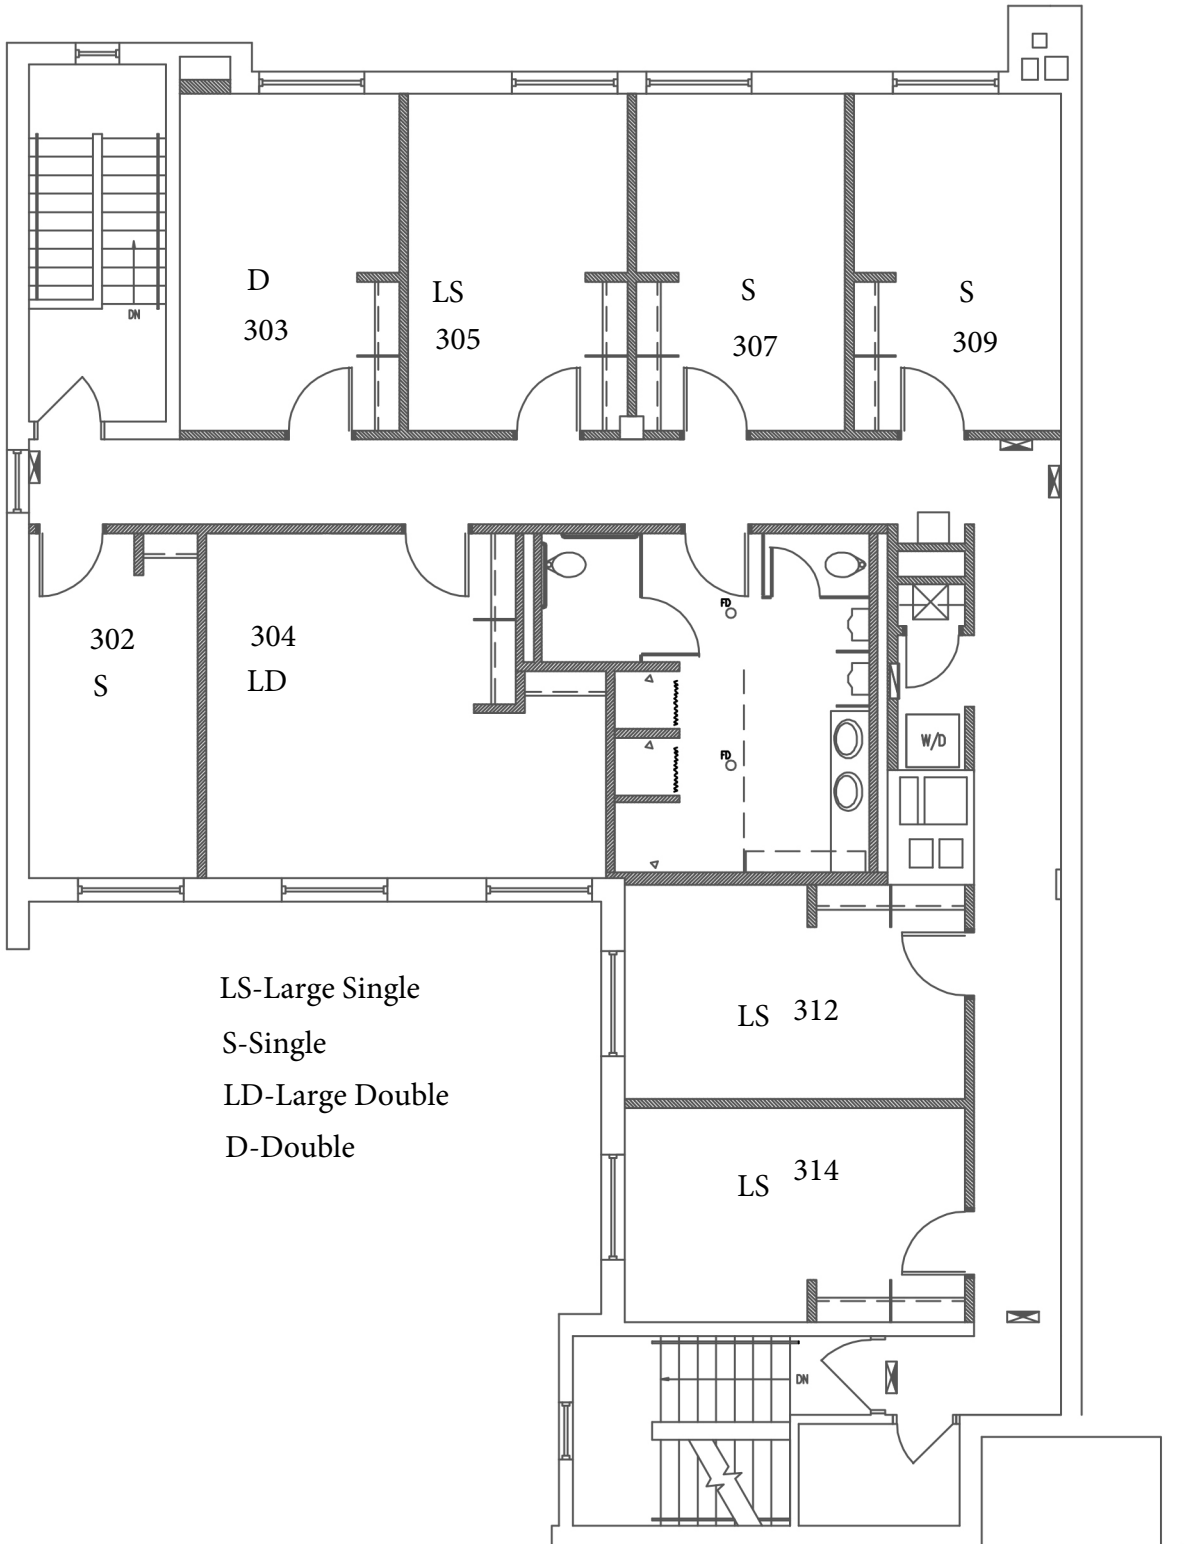 D
303
LS
305
S
307
S
309
DN
302
S
304
LD
FD
FD
W/D
LS 312
LS 314
LS-Large Single
S-Single
LD-Large Double
D-Double
DN